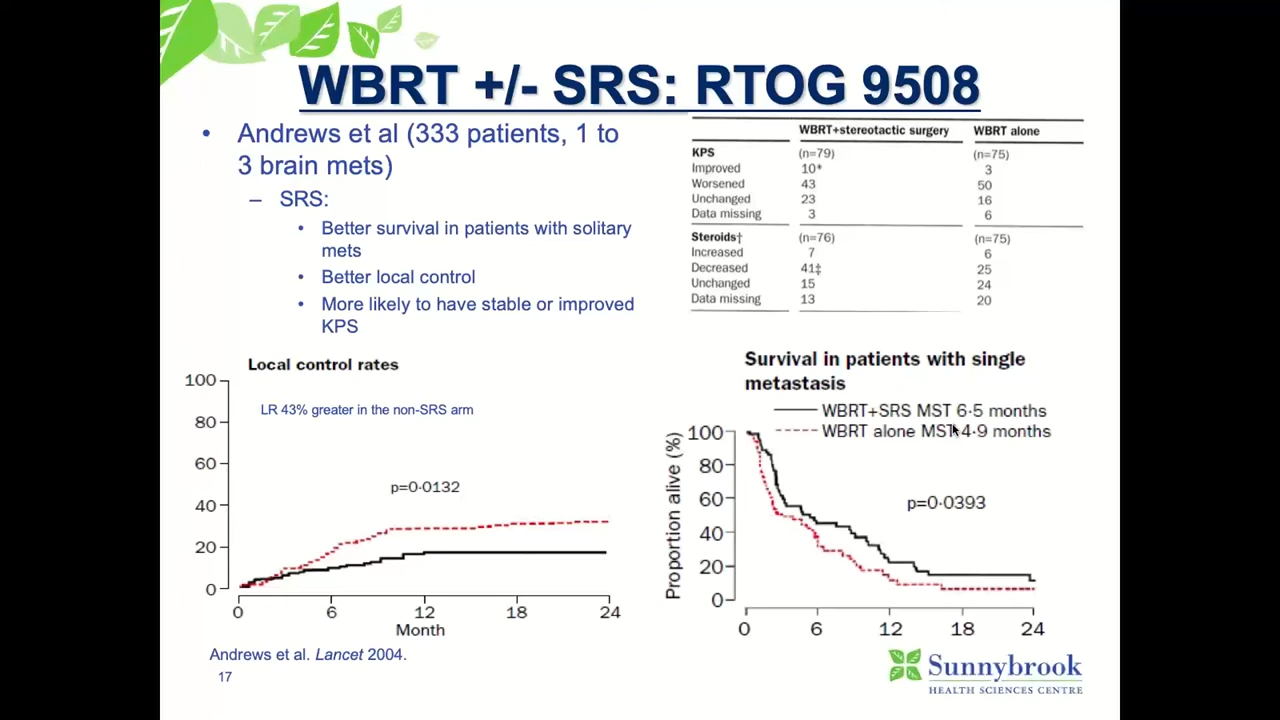 WBRT +/- SRS: RTOG 9508
• Andrews et al (333 patients, 1 to
3 brain mets)
– SRS:
• Better survival in patients with solitary
mets
• Better local control
• More likely to have stable or improved
KPS
WBRT+stereotactic surgery WBRT alone
KPS (n=79) (n=75)
Improved 10* 3
Worsened 43 50
Unchanged 23 16
Data missing 3 6
Steroids† (n=76) (n=75)
Increased 7 6
Decreased 41‡ 25
Unchanged 15 24
Data missing 13 20
Local control rates
LR 43% greater in the non-SRS arm
p=0·0132
100
80
60
40
20
0
0 6 12 18 24
Month
Survival in patients with single
metastasis
WBRT+SRS MST 6·5 months
WBRT alone MST 4·9 months
p=0·0393
Proportion alive (%)
100
80
60
40
20
0
0 6 12 18 24
Andrews et al. Lancet 2004.
17
Sunnybrook
HEALTH SCIENCES CENTRE